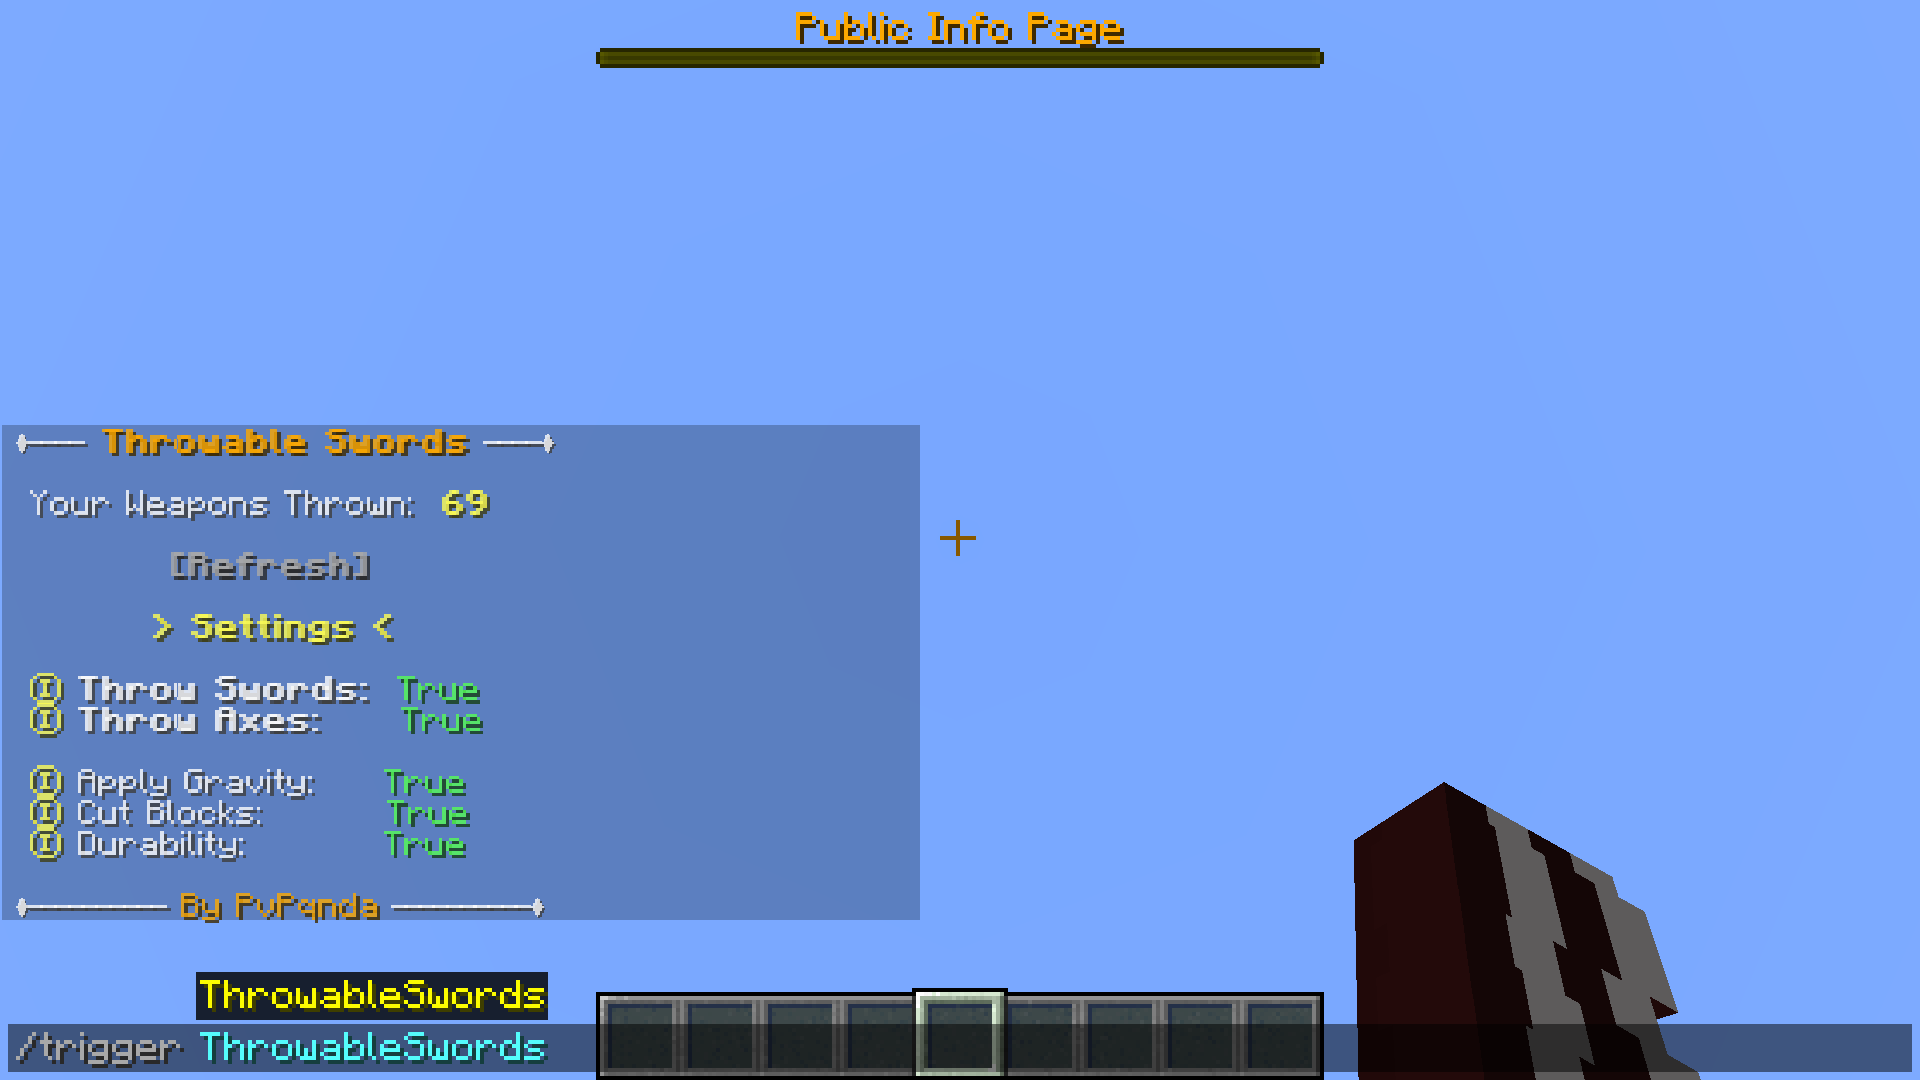 Public Info Page
Throwable Swords
Your Weapons Thrown: 69
[Refresh]
> Settings <
Ⓘ Throw Swords: True
Ⓘ Throw Axes: True
Ⓘ Apply Gravity: True
Ⓘ Cut Blocks: True
Ⓘ Durability: True
By PvPqnda
ThrowableSwords
/trigger ThrowableSwords